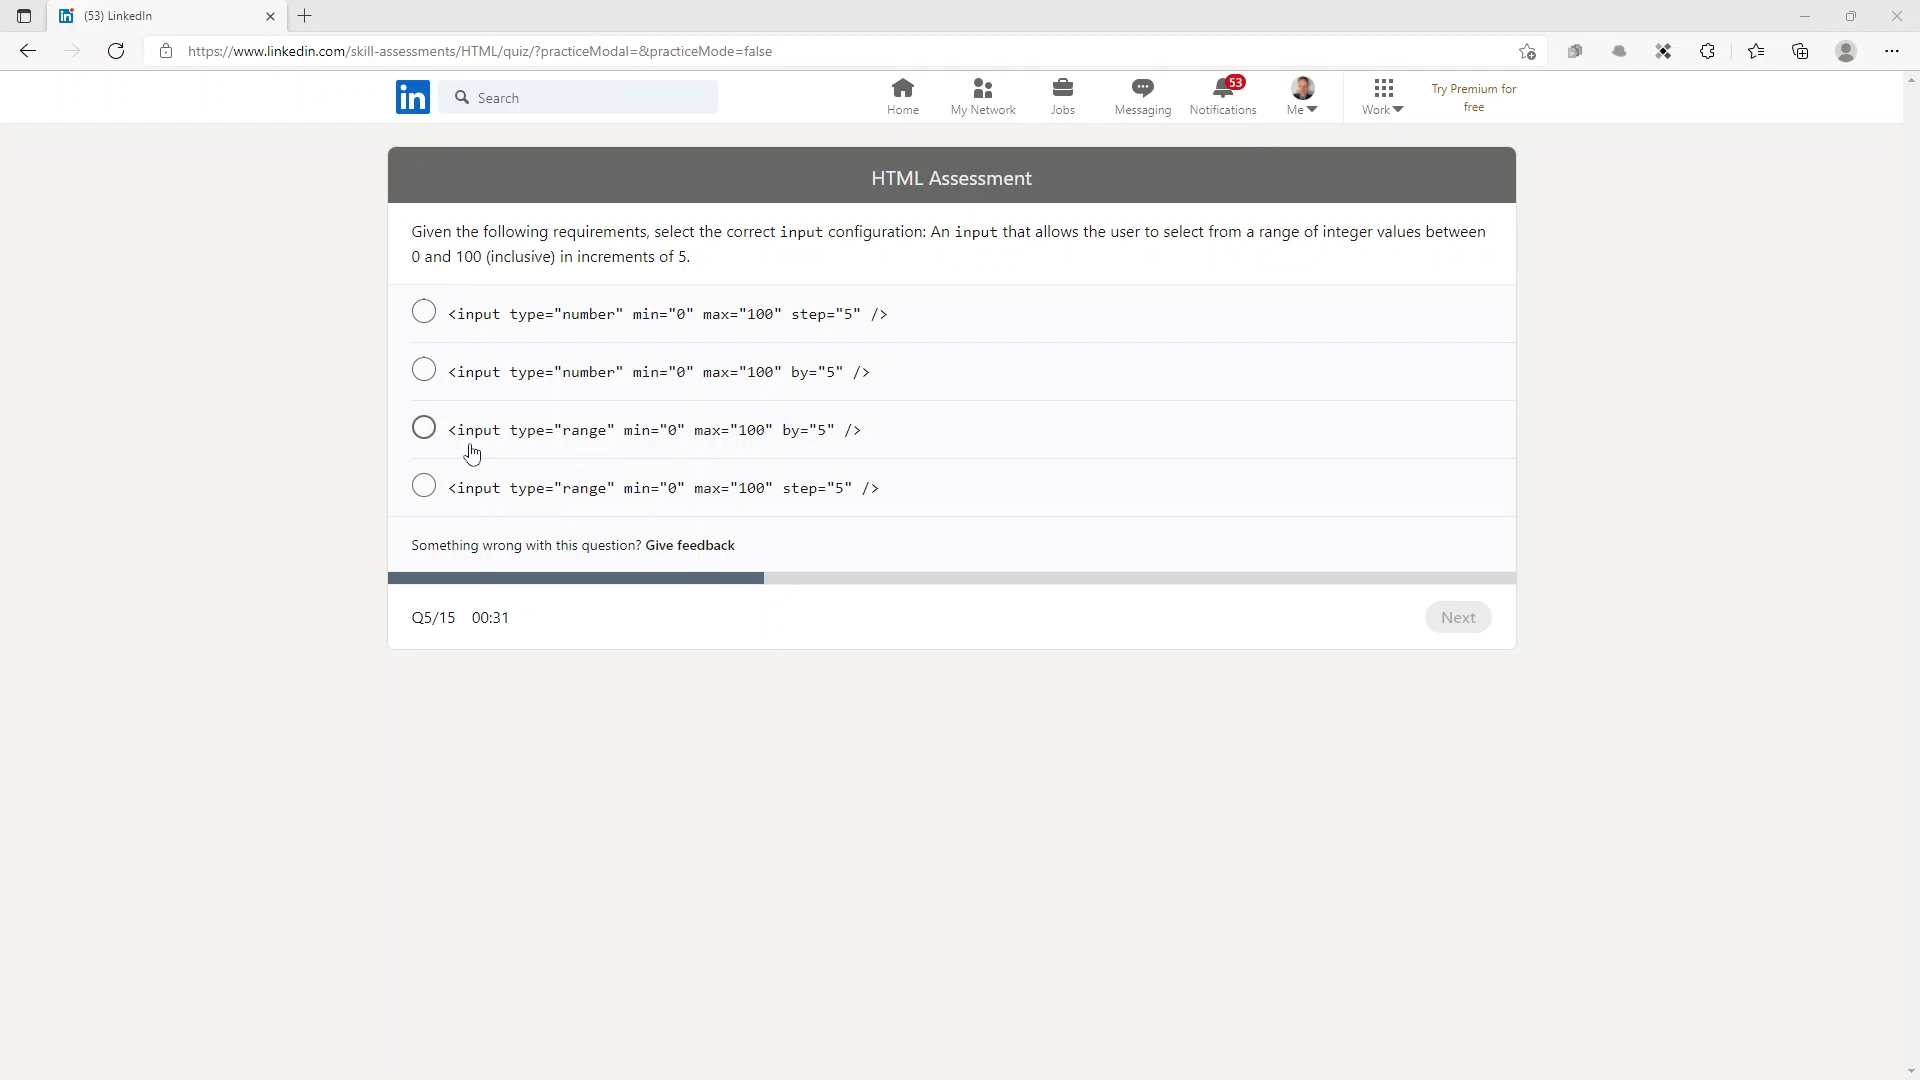 (53) LinkedIn
https://www.linkedin.com/skill-assessments/HTML/quiz/?practiceModal=&practiceMode=false
in
Search
Home
My Network
Jobs
Messaging
53
Notifications
Me
Work
Try Premium for
free
HTML Assessment
Given the following requirements, select the correct input configuration: An input that allows the user to select from a range of integer values between
0 and 100 (inclusive) in increments of 5.
<input type="number" min="0" max="100" step="5" />
<input type="number" min="0" max="100" by="5" />
<input type="range" min="0" max="100" by="5" />
<input type="range" min="0" max="100" step="5" />
Something wrong with this question? Give feedback
Q5/15 00:31
Next